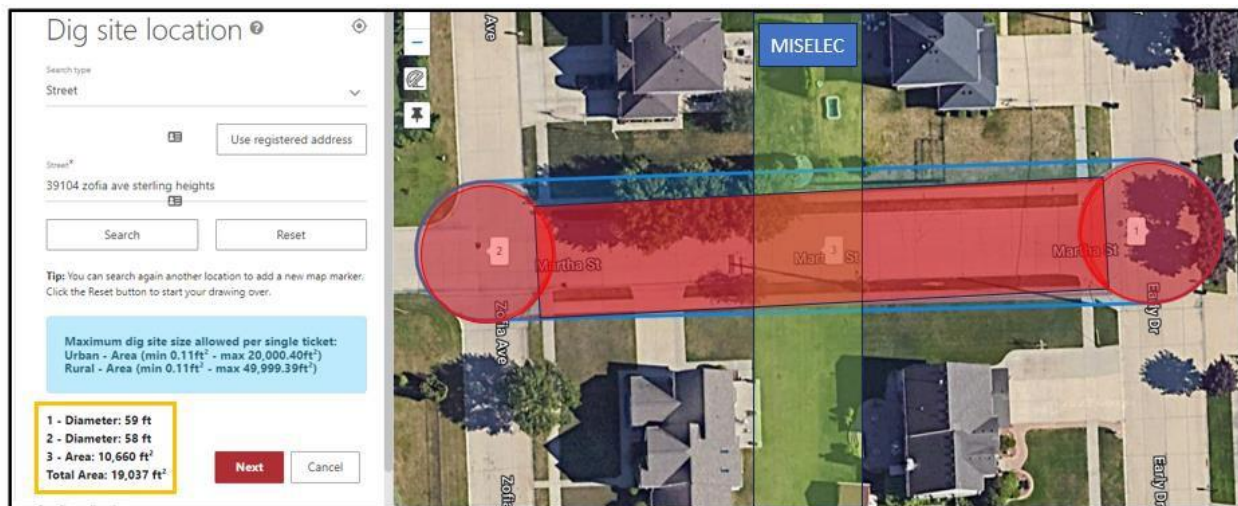 Dig site location
Search type
Street
Use registered address
Street*
39104 zofia ave sterling heights
Search
Reset
Tip: You can search again another location to add a new map marker.
Click the Reset button to start your drawing over.
Maximum dig site size allowed per single ticket:
Urban - Area (min 0.11ft² - max 20,000.40ft²)
Rural - Area (min 0.11ft² - max 49,999.39ft²)
1 - Diameter: 59 ft
2 - Diameter: 58 ft
3 - Area: 10,660 ft²
Total Area: 19,037 ft²
Next
Cancel
Ave
MISELEC
2
Martha St
3
Martha St
1
Martha St
Zofia Ave
Early Dr
Zofia
Early Dr